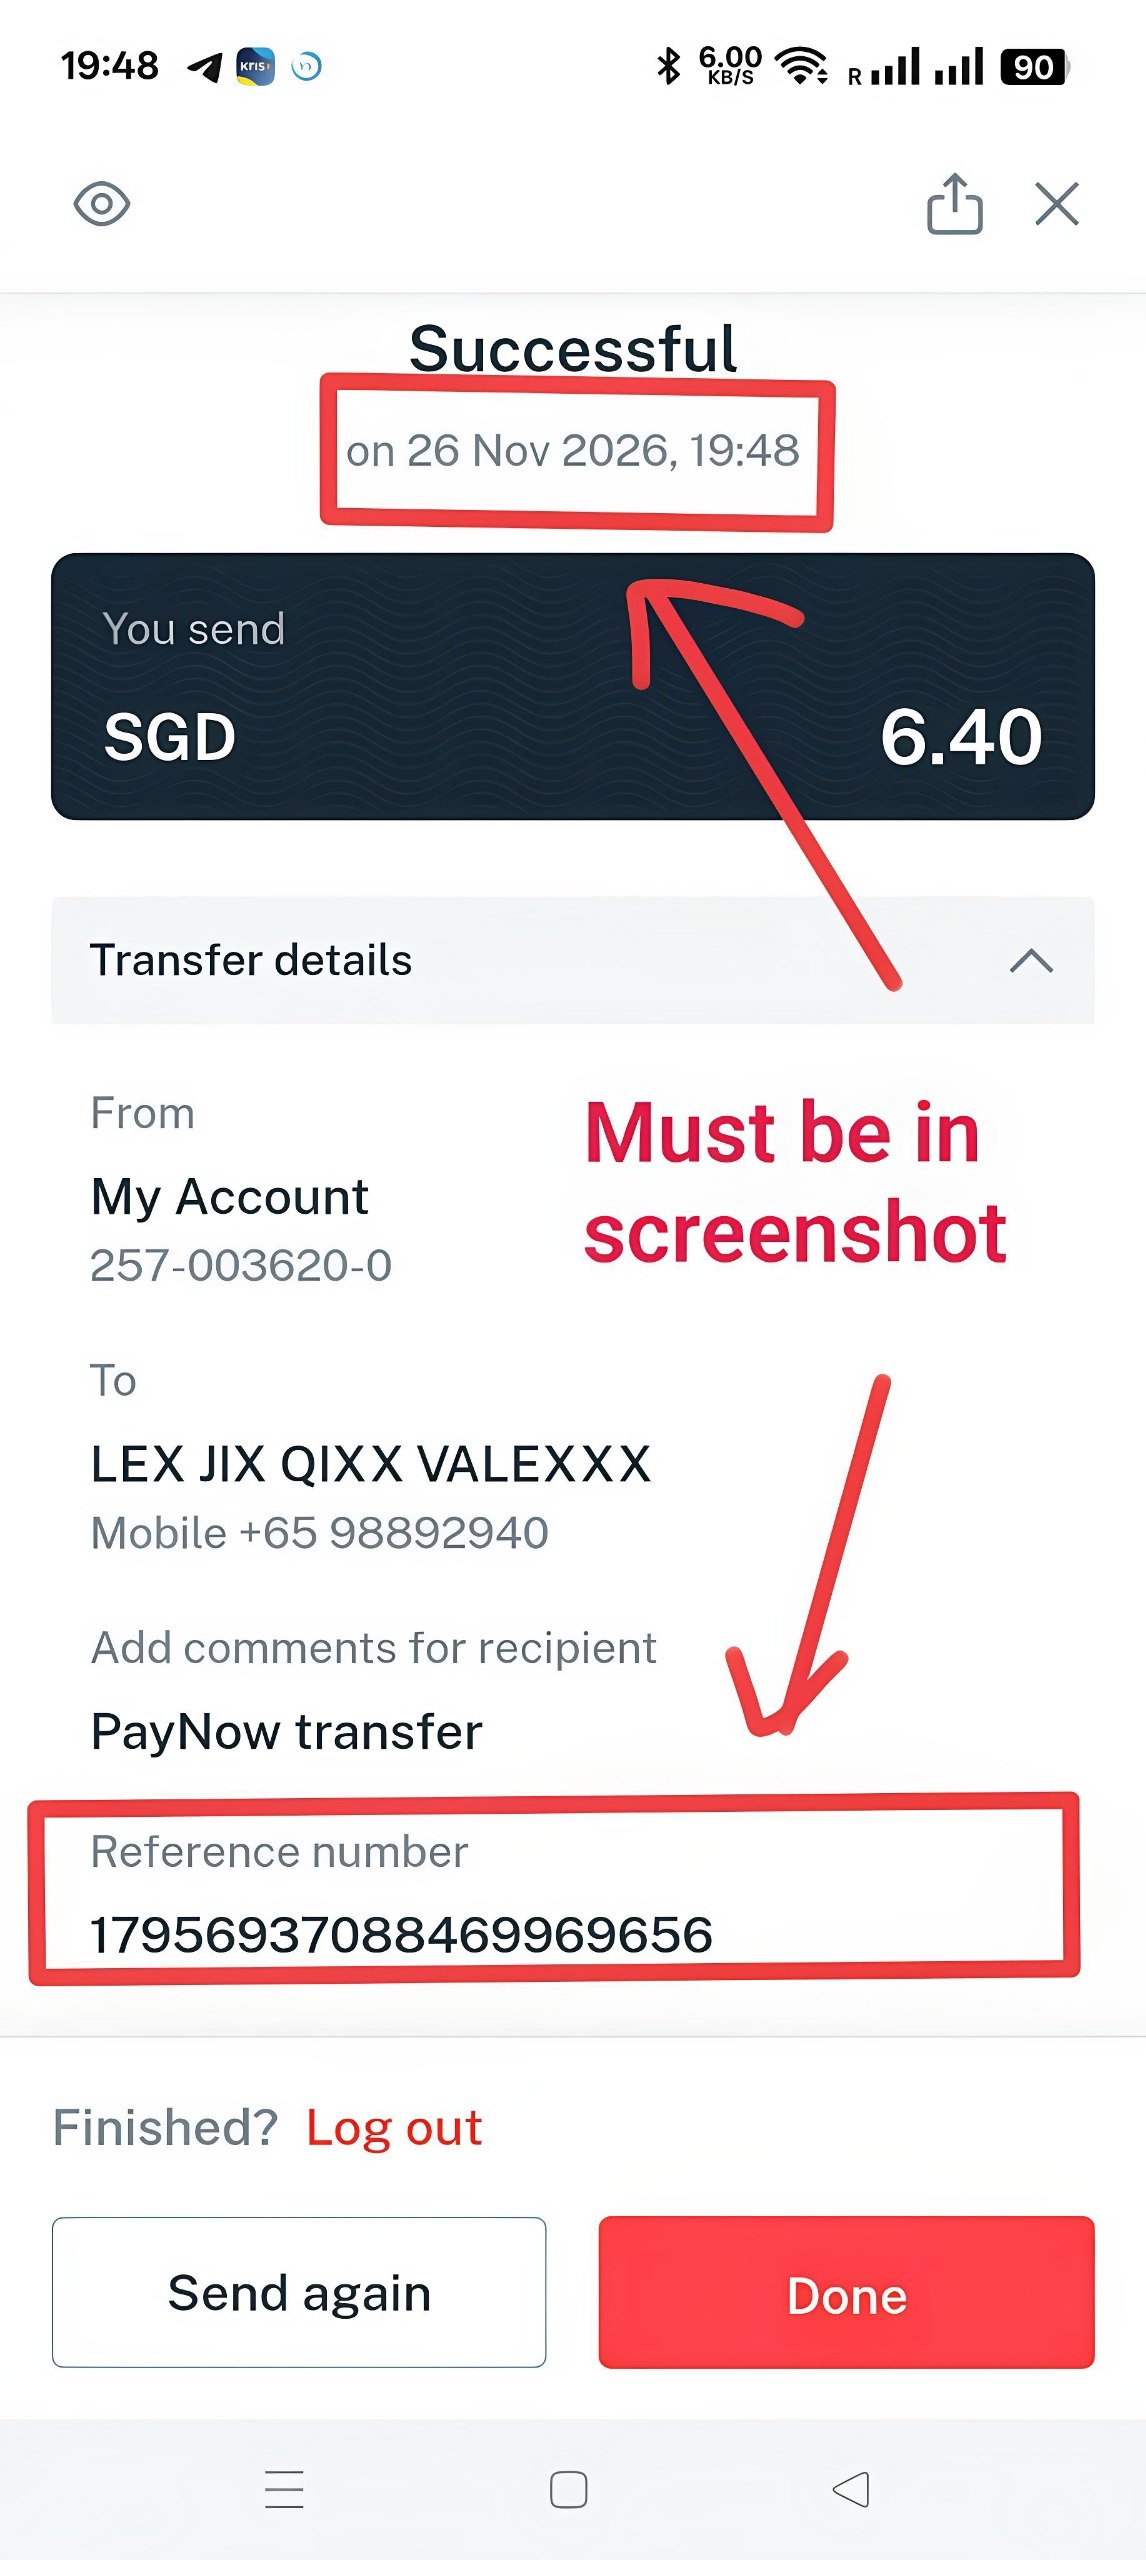 19:48
KrisF
6.00
KB/S
R
90
Successful
on 26 Nov 2026, 19:48
You send
SGD 6.40
Transfer details
From
My Account
257-003620-0
Must be in
screenshot
To
LEX JIX QIXX VALEXXX
Mobile +65 98892940
Add comments for recipient
PayNow transfer
Reference number
17956937088469969656
Finished? Log out
Send again
Done